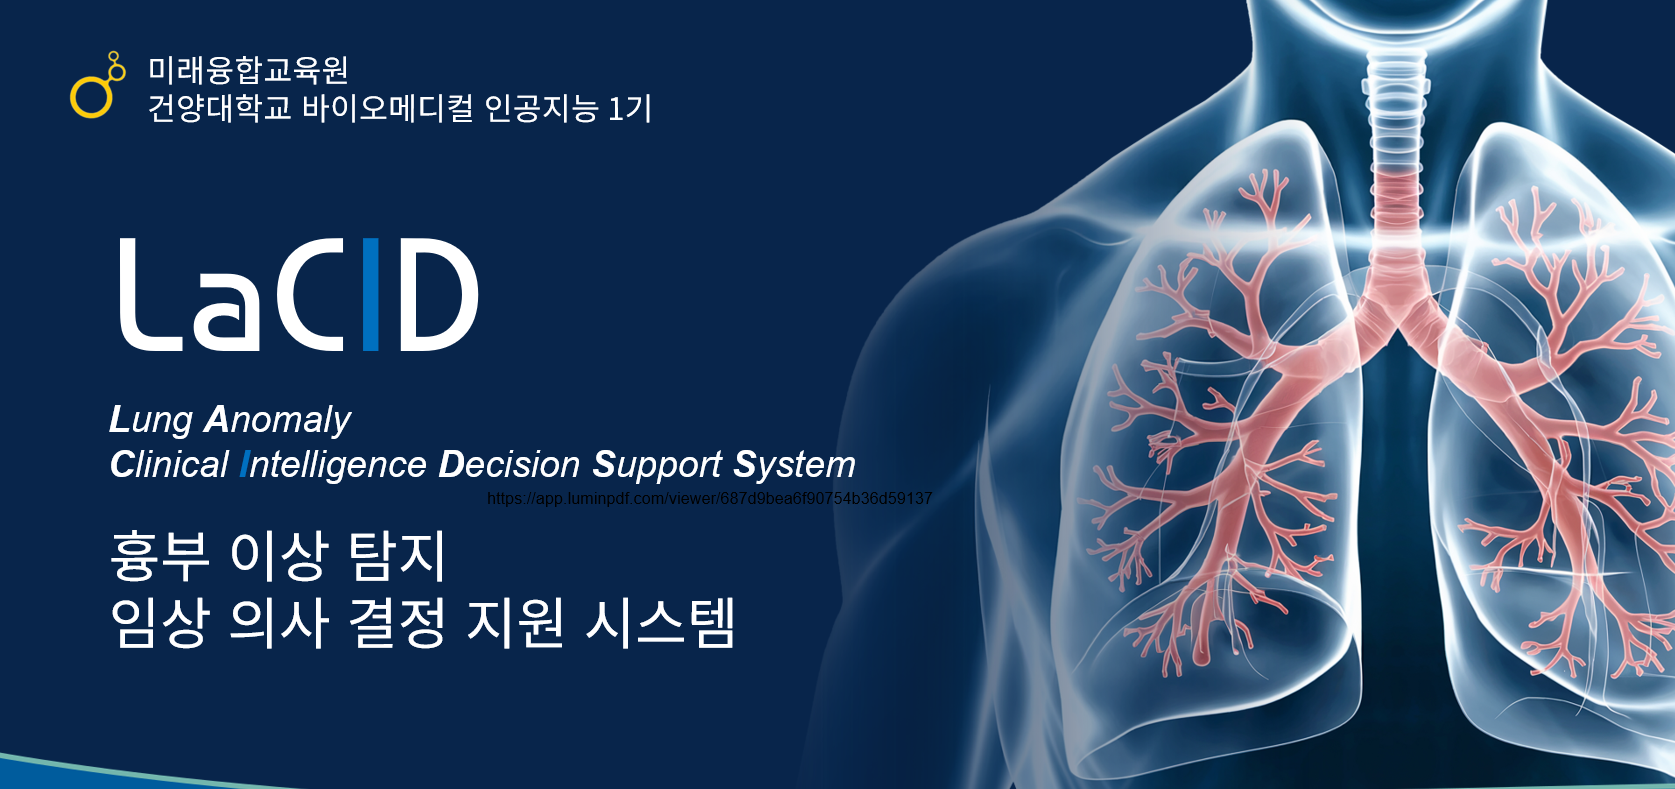 미래융합교육원
건양대학교 바이오메디컬 인공지능 1기
LaCID
Lung Anomaly
Clinical Intelligence Decision Support System
https://app.luminpdf.com/viewer/687d9bea6f90754b36d59137
흉부 이상 탐지
임상 의사 결정 지원 시스템